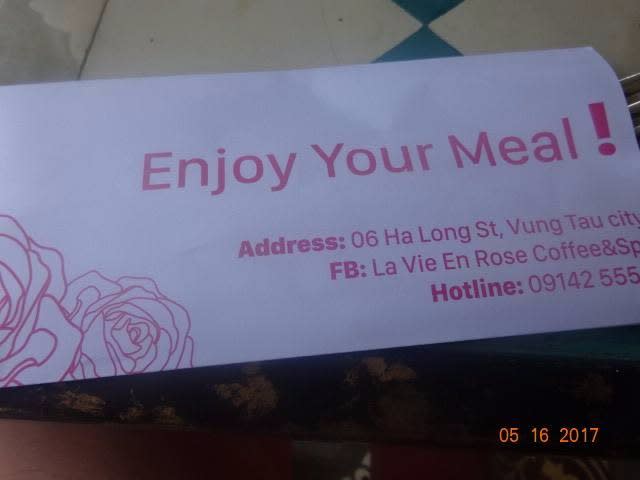 Enjoy Your Meal!
Address: 06 Ha Long St, Vung Tau city
FB: La Vie En Rose Coffee&Sp
Hotline: 09142 555
05 16 2017